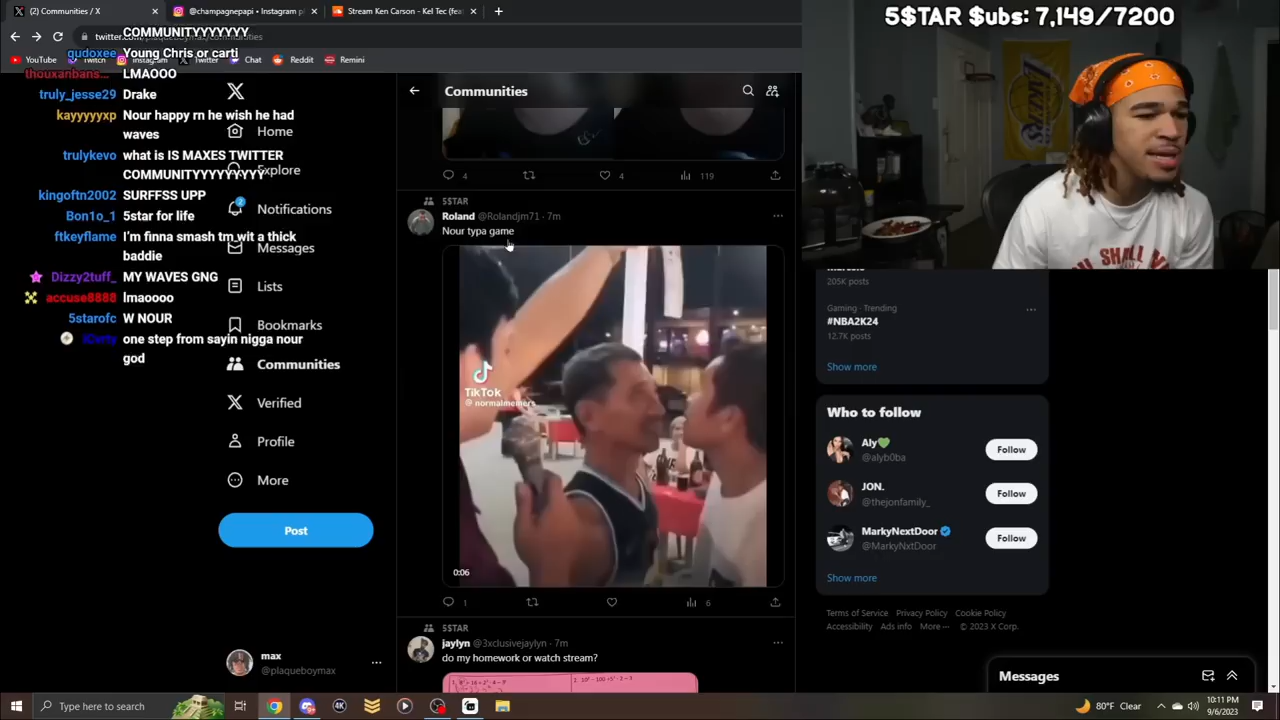 (2) Communities / X
@champagnepapi • Instagram p
Stream Ken Carson - Kel Tec (fea
5$TAR $ubs: 7,149/7200
COMMUNITYYYYYYY
YouTube
Twitch
Instagram
Twitter
Chat
Reddit
Remini
gudoxee Young Chris or carti
thouxanbans... LMAOOO
truly_jesse29 Drake
kayyyyyxp Nour happy rn he wish he had
waves
trulykevo what is IS MAXES TWITTER
COMMUNITYYYYYYY
kingoftn2002 SURFFSS UPP
Bon1o_1 5star for life
ftkeyflame I'm finna smash tm wit a thick
baddie
Dizzy2tuff_ MY WAVES GNG
accuse8888 lmaoooo
5starofc W NOUR
one step from sayin nigga nour
god
Home
Explore
Notifications
2
Messages
Lists
Bookmarks
Communities
Verified
Profile
More
Post
max
@plaqueboymax
Communities
4
4
119
5$TAR
Roland @Rolandjm71 · 7m
Nour typa game
TikTok
@normalmemers
0:06
1
6
5$TAR
jaylyn @3xclusivejaylyn · 7m
do my homework or watch stream?
205K posts
Gaming · Trending
#NBA2K24
12.7K posts
Show more
Who to follow
Aly
@alyb0ba
Follow
JON.
@thejonfamily_
Follow
MarkyNextDoor
@MarkyNxtDoor
Follow
Show more
Terms of Service Privacy Policy Cookie Policy
Accessibility Ads info More ··· © 2023 X Corp.
Messages
Type here to search
4K
80°F Clear
10:11 PM
9/6/2023